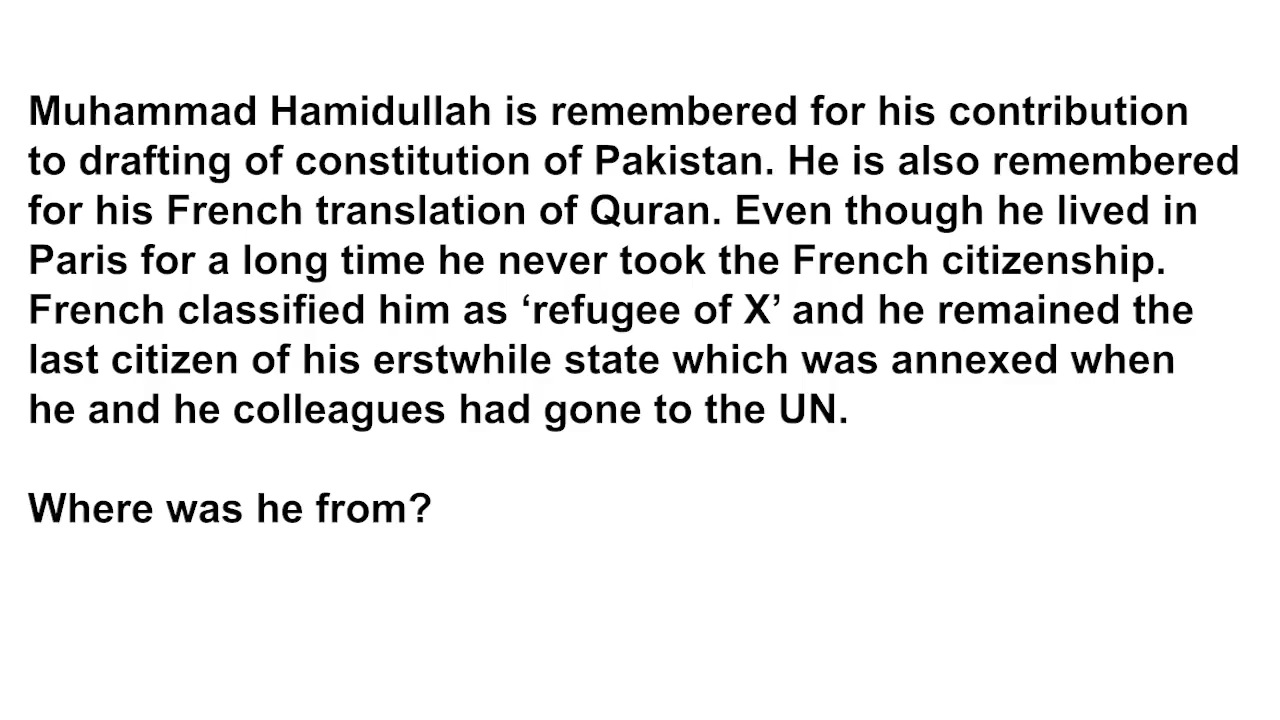 Muhammad Hamidullah is remembered for his contribution
to drafting of constitution of Pakistan. He is also remembered
for his French translation of Quran. Even though he lived in
Paris for a long time he never took the French citizenship.
French classified him as ‘refugee of X’ and he remained the
last citizen of his erstwhile state which was annexed when
he and he colleagues had gone to the UN.
Where was he from?